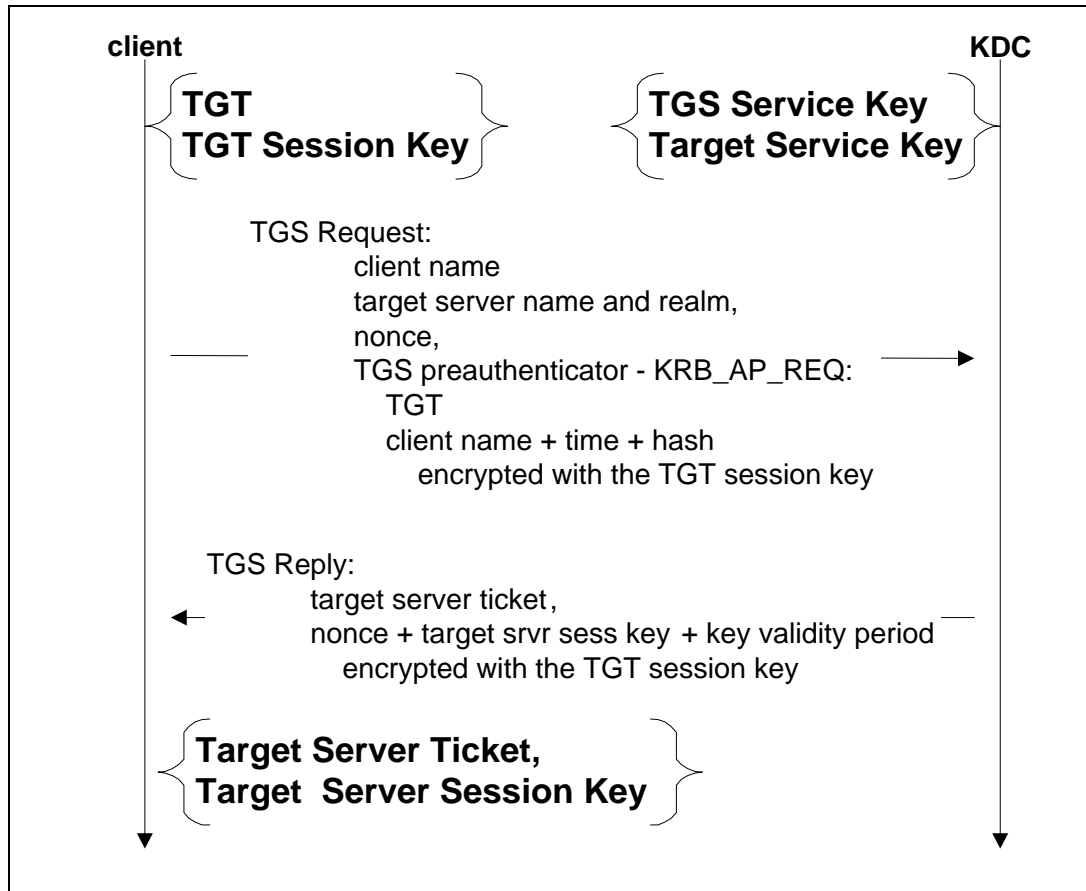 client
KDC
TGT
TGT Session Key
TGS Service Key
Target Service Key
TGS Request:
client name
target server name and realm,
nonce,
TGS preauthenticator - KRB_AP_REQ:
TGT
client name + time + hash
encrypted with the TGT session key
TGS Reply:
target server ticket,
nonce + target srvr sess key + key validity period
encrypted with the TGT session key
Target Server Ticket,
Target Server Session Key